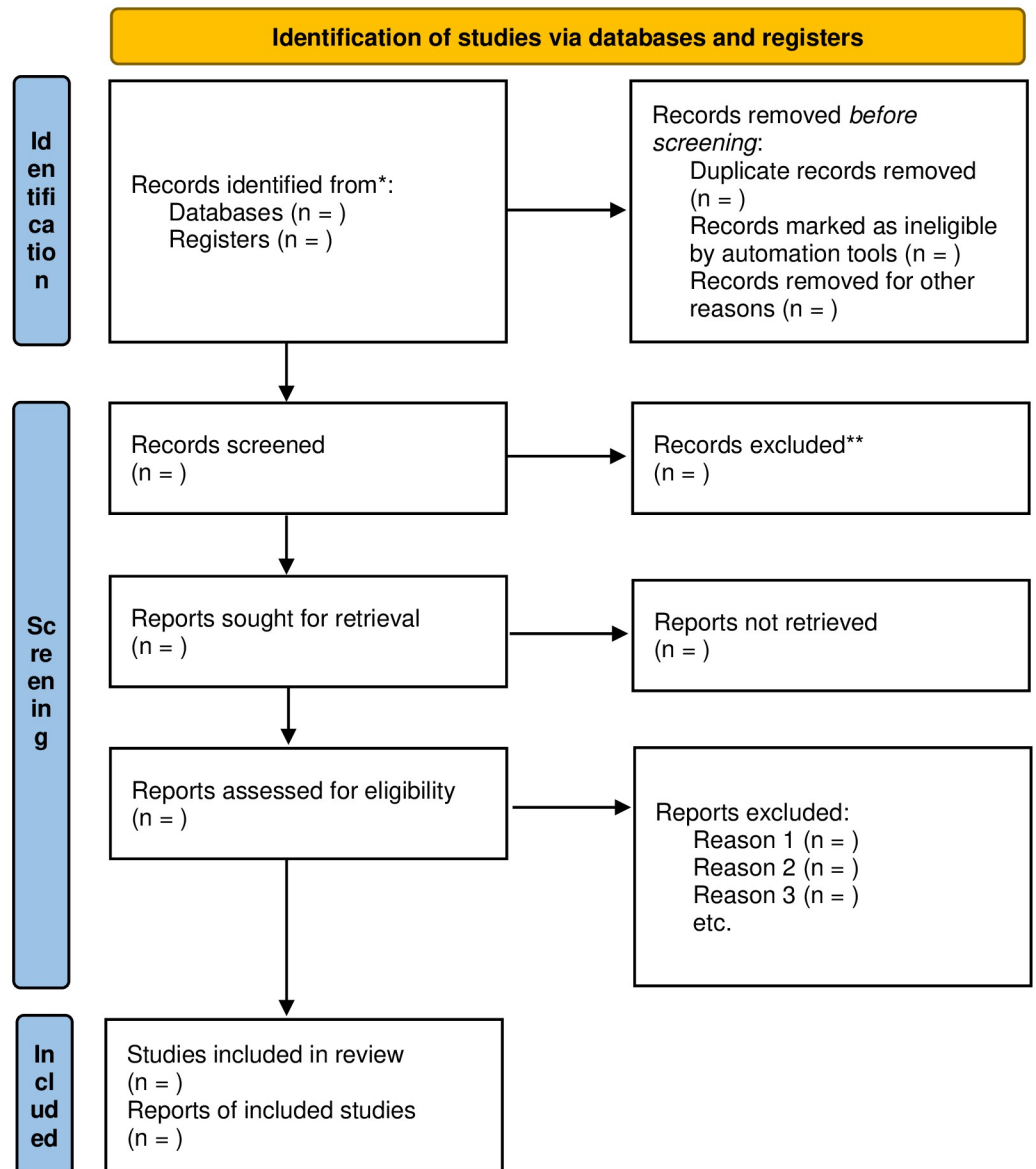 Identification of studies via databases and registers
Id
en
tifi
ca
tio
n
Records identified from*:
Databases (n = )
Registers (n = )
Records removed before
screening:
Duplicate records removed
(n = )
Records marked as ineligible
by automation tools (n = )
Records removed for other
reasons (n = )
Sc
re
en
in
g
Records screened
(n = )
Records excluded**
(n = )
Reports sought for retrieval
(n = )
Reports not retrieved
(n = )
Reports assessed for eligibility
(n = )
Reports excluded:
Reason 1 (n = )
Reason 2 (n = )
Reason 3 (n = )
etc.
In
cl
ud
ed
Studies included in review
(n = )
Reports of included studies
(n = )